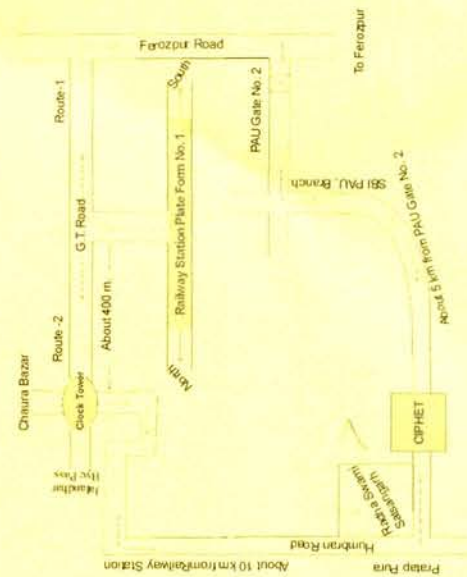 Ferozpur Road
To Ferozpur
Route-1
South
PAU Gate No. 2
G.T. Road
Railway Station Plate Form No. 1
SBI PAU, Branch
About 5 km from PAU Gate No. 2
Route -2
About 400 m.
North
Chaura Bazar
Clock Tower
CIPHET
Jalandhar
Bye Pass
Radha Swami
Satsangarh
Humbran Road
About 10 km from Railway Station
Pratap Pura